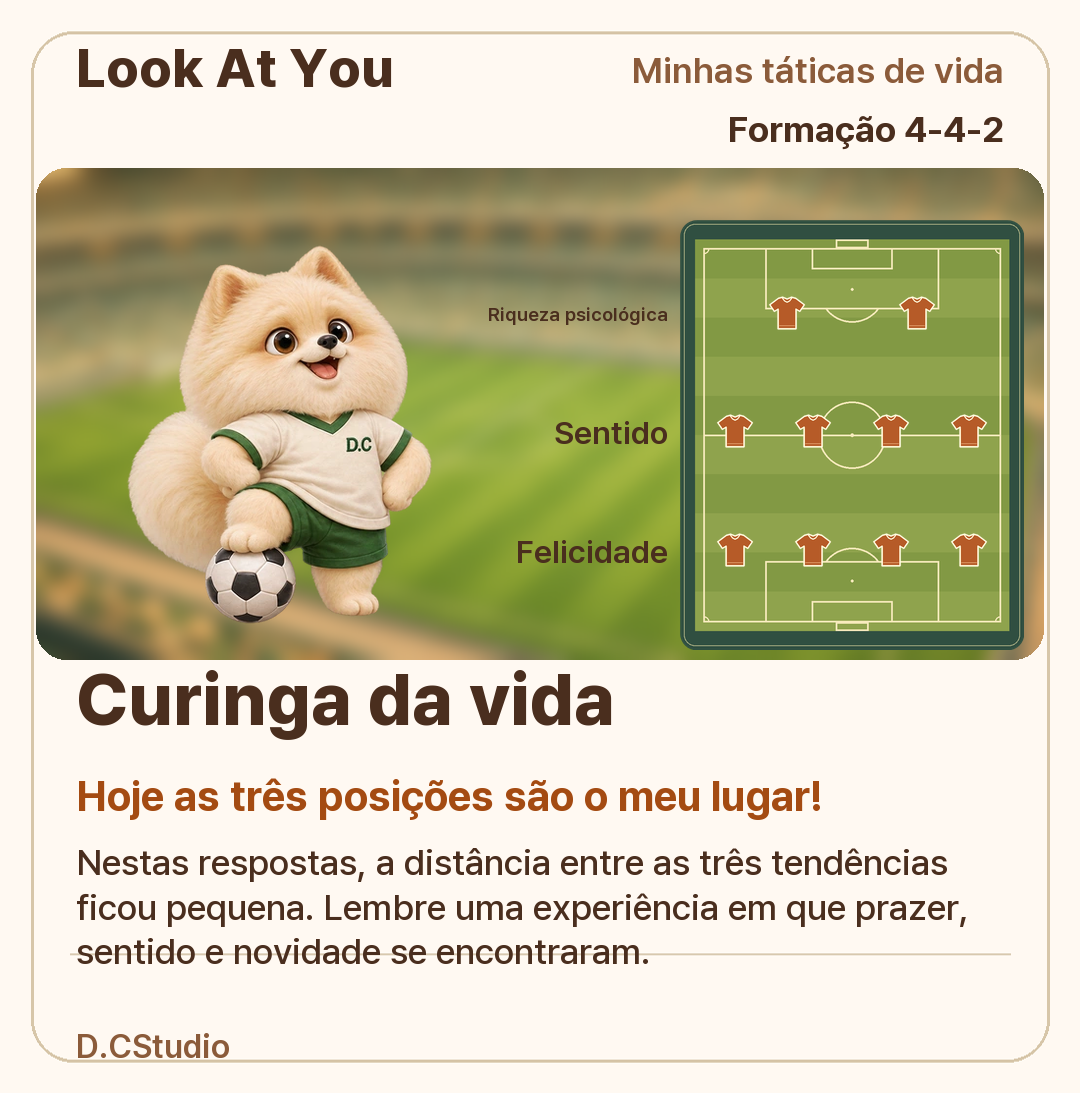 Look At You
Minhas táticas de vida
Formação 4-4-2
D.C
Riqueza psicológica
Sentido
Felicidade
Curinga da vida
Hoje as três posições são o meu lugar!
Nestas respostas, a distância entre as três tendências
ficou pequena. Lembre uma experiência em que prazer,
sentido e novidade se encontraram.
D.CStudio